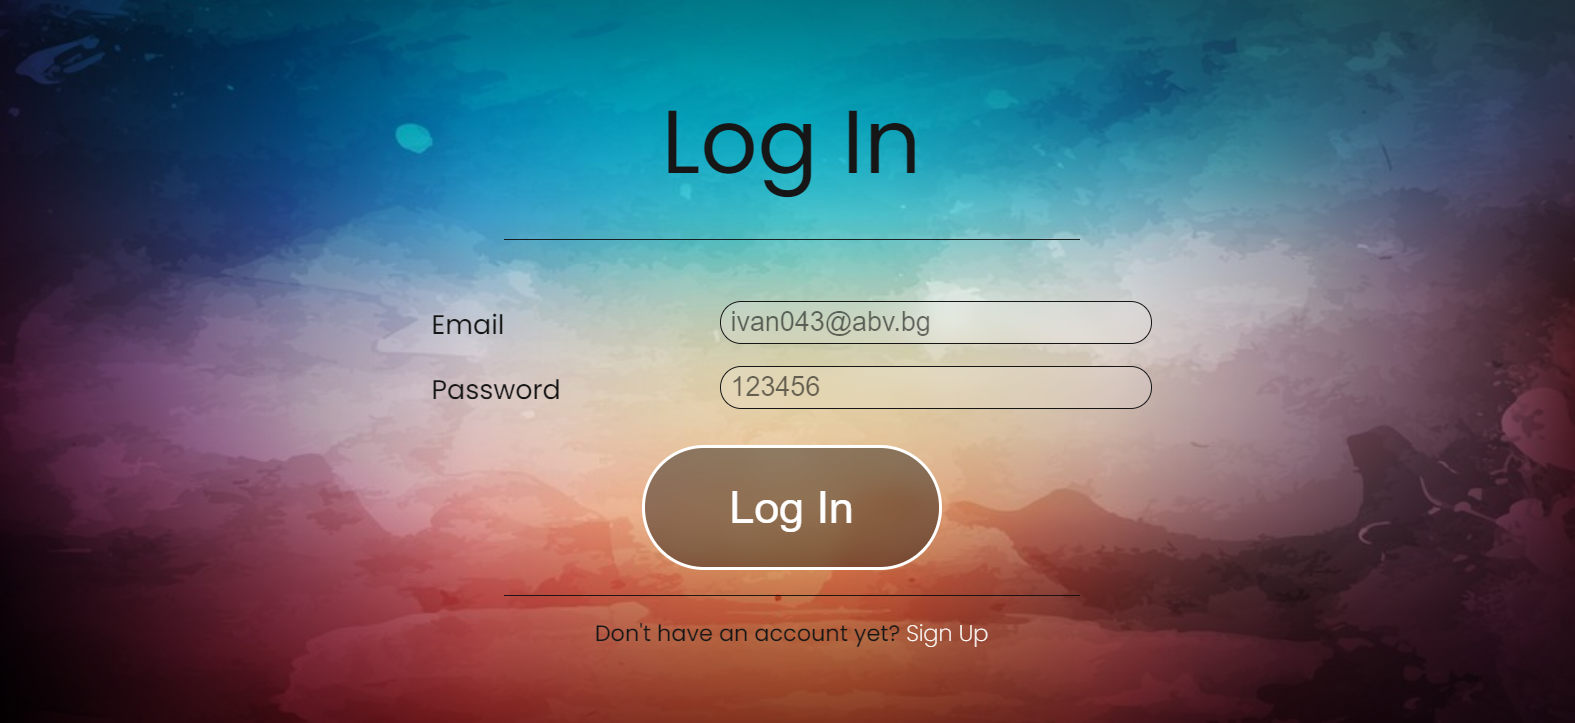 Log In
Email
ivan043@abv.bg
Password
123456
Log In
Don't have an account yet? Sign Up